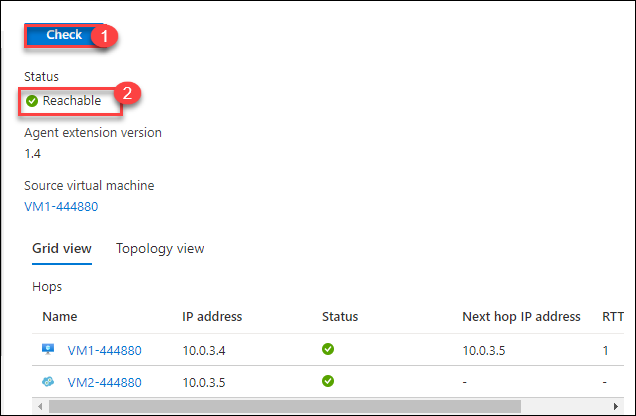 Check 1
Status
Reachable 2
Agent extension version
1.4
Source virtual machine
VM1-444880
Grid view Topology view
Hops
Name IP address Status Next hop IP address RTT
VM1-444880 10.0.3.4 10.0.3.5 1
VM2-444880 10.0.3.5 - -